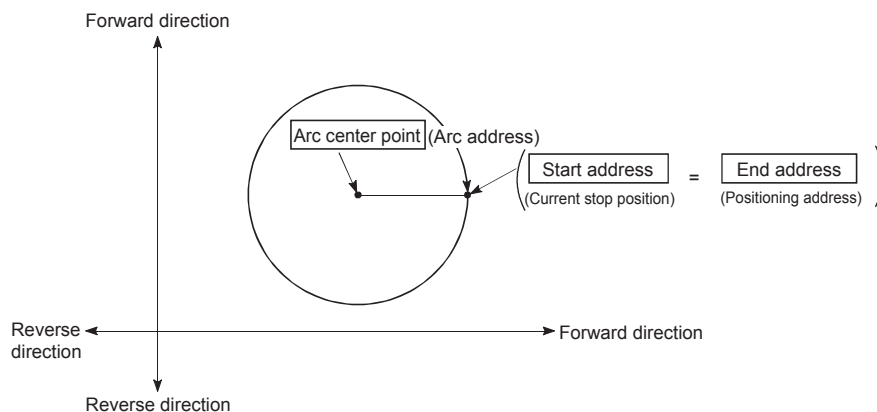 Forward direction
Arc center point (Arc address)
( Start address = End address )
(Current stop position) (Positioning address)
Reverse
direction
Forward direction
Reverse direction